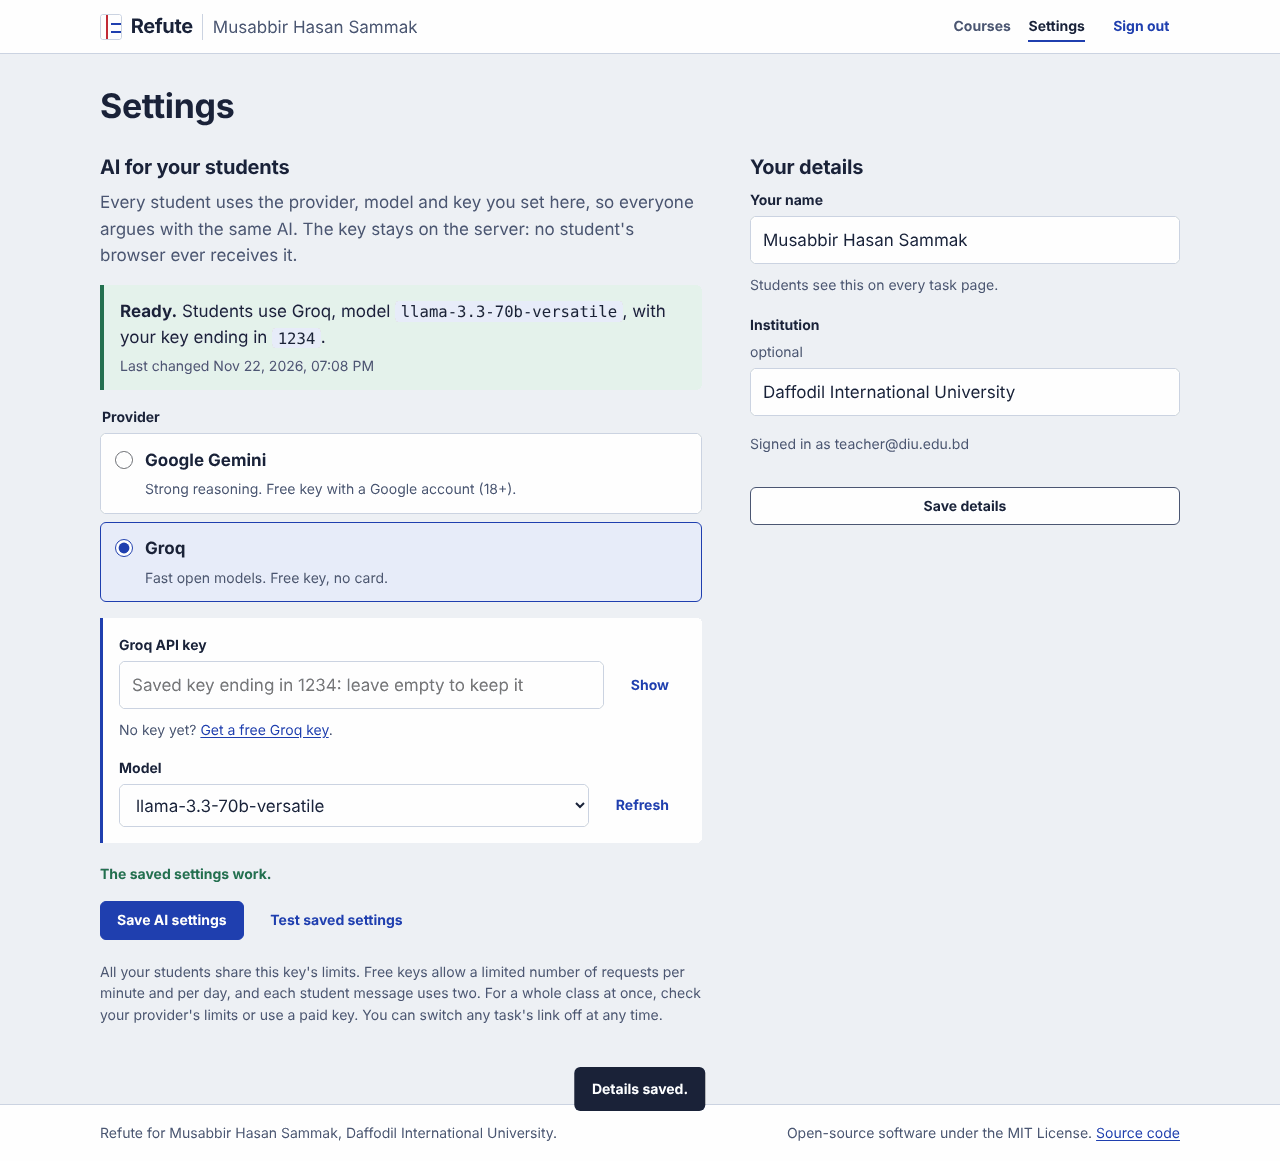 Refute
Musabbir Hasan Sammak
Courses
Settings
Sign out
Settings
AI for your students
Every student uses the provider, model and key you set here, so everyone
argues with the same AI. The key stays on the server: no student's
browser ever receives it.
Ready. Students use Groq, model llama-3.3-70b-versatile, with
your key ending in 1234.
Last changed Nov 22, 2026, 07:08 PM
Provider
Google Gemini
Strong reasoning. Free key with a Google account (18+).
Groq
Fast open models. Free key, no card.
Groq API key
Saved key ending in 1234: leave empty to keep it
Show
No key yet? Get a free Groq key.
Model
llama-3.3-70b-versatile
Refresh
The saved settings work.
Save AI settings
Test saved settings
All your students share this key's limits. Free keys allow a limited number of requests per
minute and per day, and each student message uses two. For a whole class at once, check
your provider's limits or use a paid key. You can switch any task's link off at any time.
Your details
Your name
Musabbir Hasan Sammak
Students see this on every task page.
Institution
optional
Daffodil International University
Signed in as teacher@diu.edu.bd
Save details
Details saved.
Refute for Musabbir Hasan Sammak, Daffodil International University.
Open-source software under the MIT License. Source code